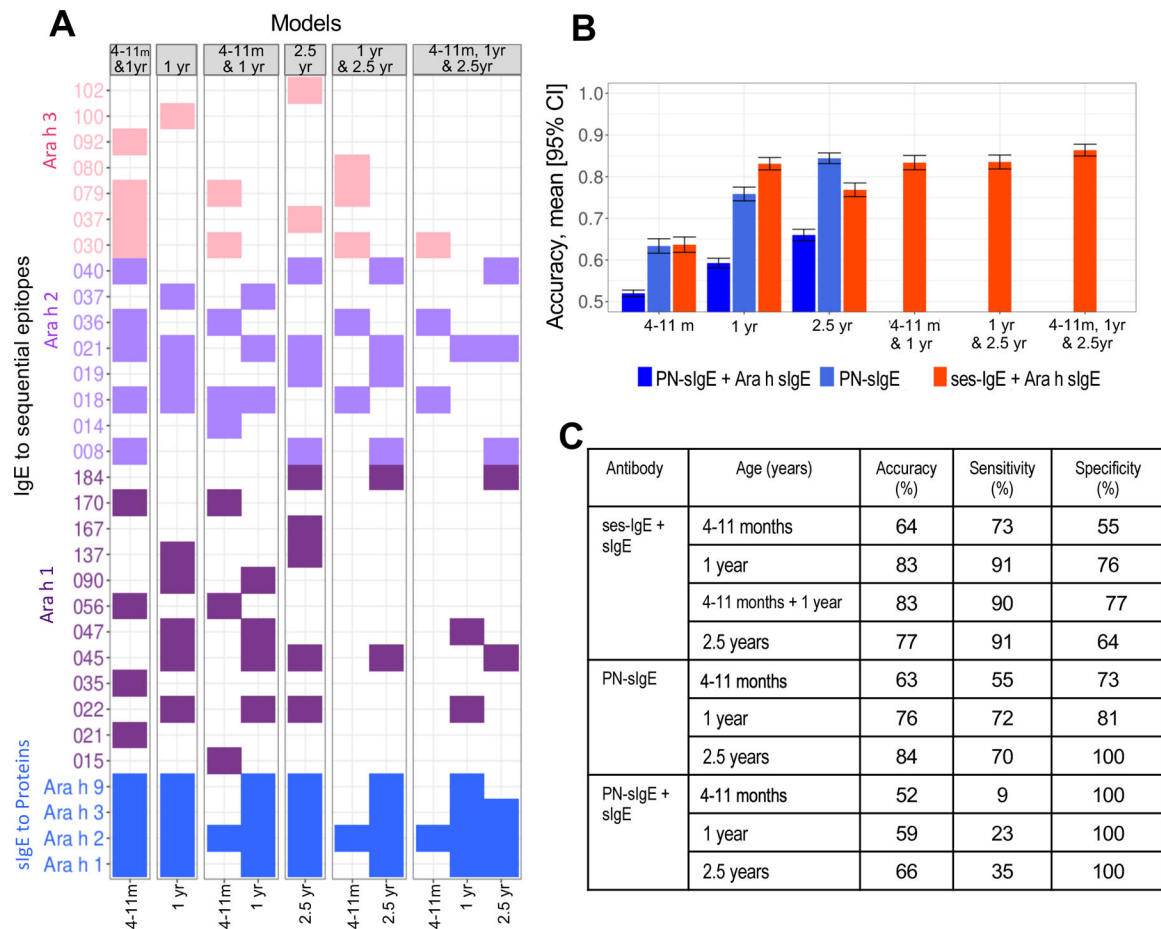 A
Models
4-11m
&1yr
1 yr
4-11m
& 1 yr
2.5
yr
1 yr
& 2.5 yr
4-11m, 1yr
& 2.5yr
IgE to sequential epitopes
Ara h 3
102
100
092
080
079
037
030
Ara h 2
040
037
036
021
019
018
014
008
Ara h 1
184
170
167
137
090
056
047
045
035
022
021
015
sIgE to Proteins
Ara h 9
Ara h 3
Ara h 2
Ara h 1
4-11m
1 yr
4-11m
1 yr
2.5 yr
4-11m
2.5 yr
4-11m
1 yr
2.5 yr
B
Accuracy, mean [95% CI]
1.0
0.9
0.8
0.7
0.6
0.5
4-11 m
1 yr
2.5 yr
'4-11 m
& 1 yr
1 yr
& 2.5 yr
4-11m, 1yr
& 2.5yr
PN-sIgE + Ara h sIgE
PN-sIgE
ses-IgE + Ara h sIgE
C
Antibody Age (years) Accuracy (%) Sensitivity (%) Specificity (%)
ses-IgE + sIgE 4-11 months 64 73 55
1 year 83 91 76
4-11 months + 1 year 83 90 77
2.5 years 77 91 64
PN-sIgE 4-11 months 63 55 73
1 year 76 72 81
2.5 years 84 70 100
PN-sIgE + sIgE 4-11 months 52 9 100
1 year 59 23 100
2.5 years 66 35 100